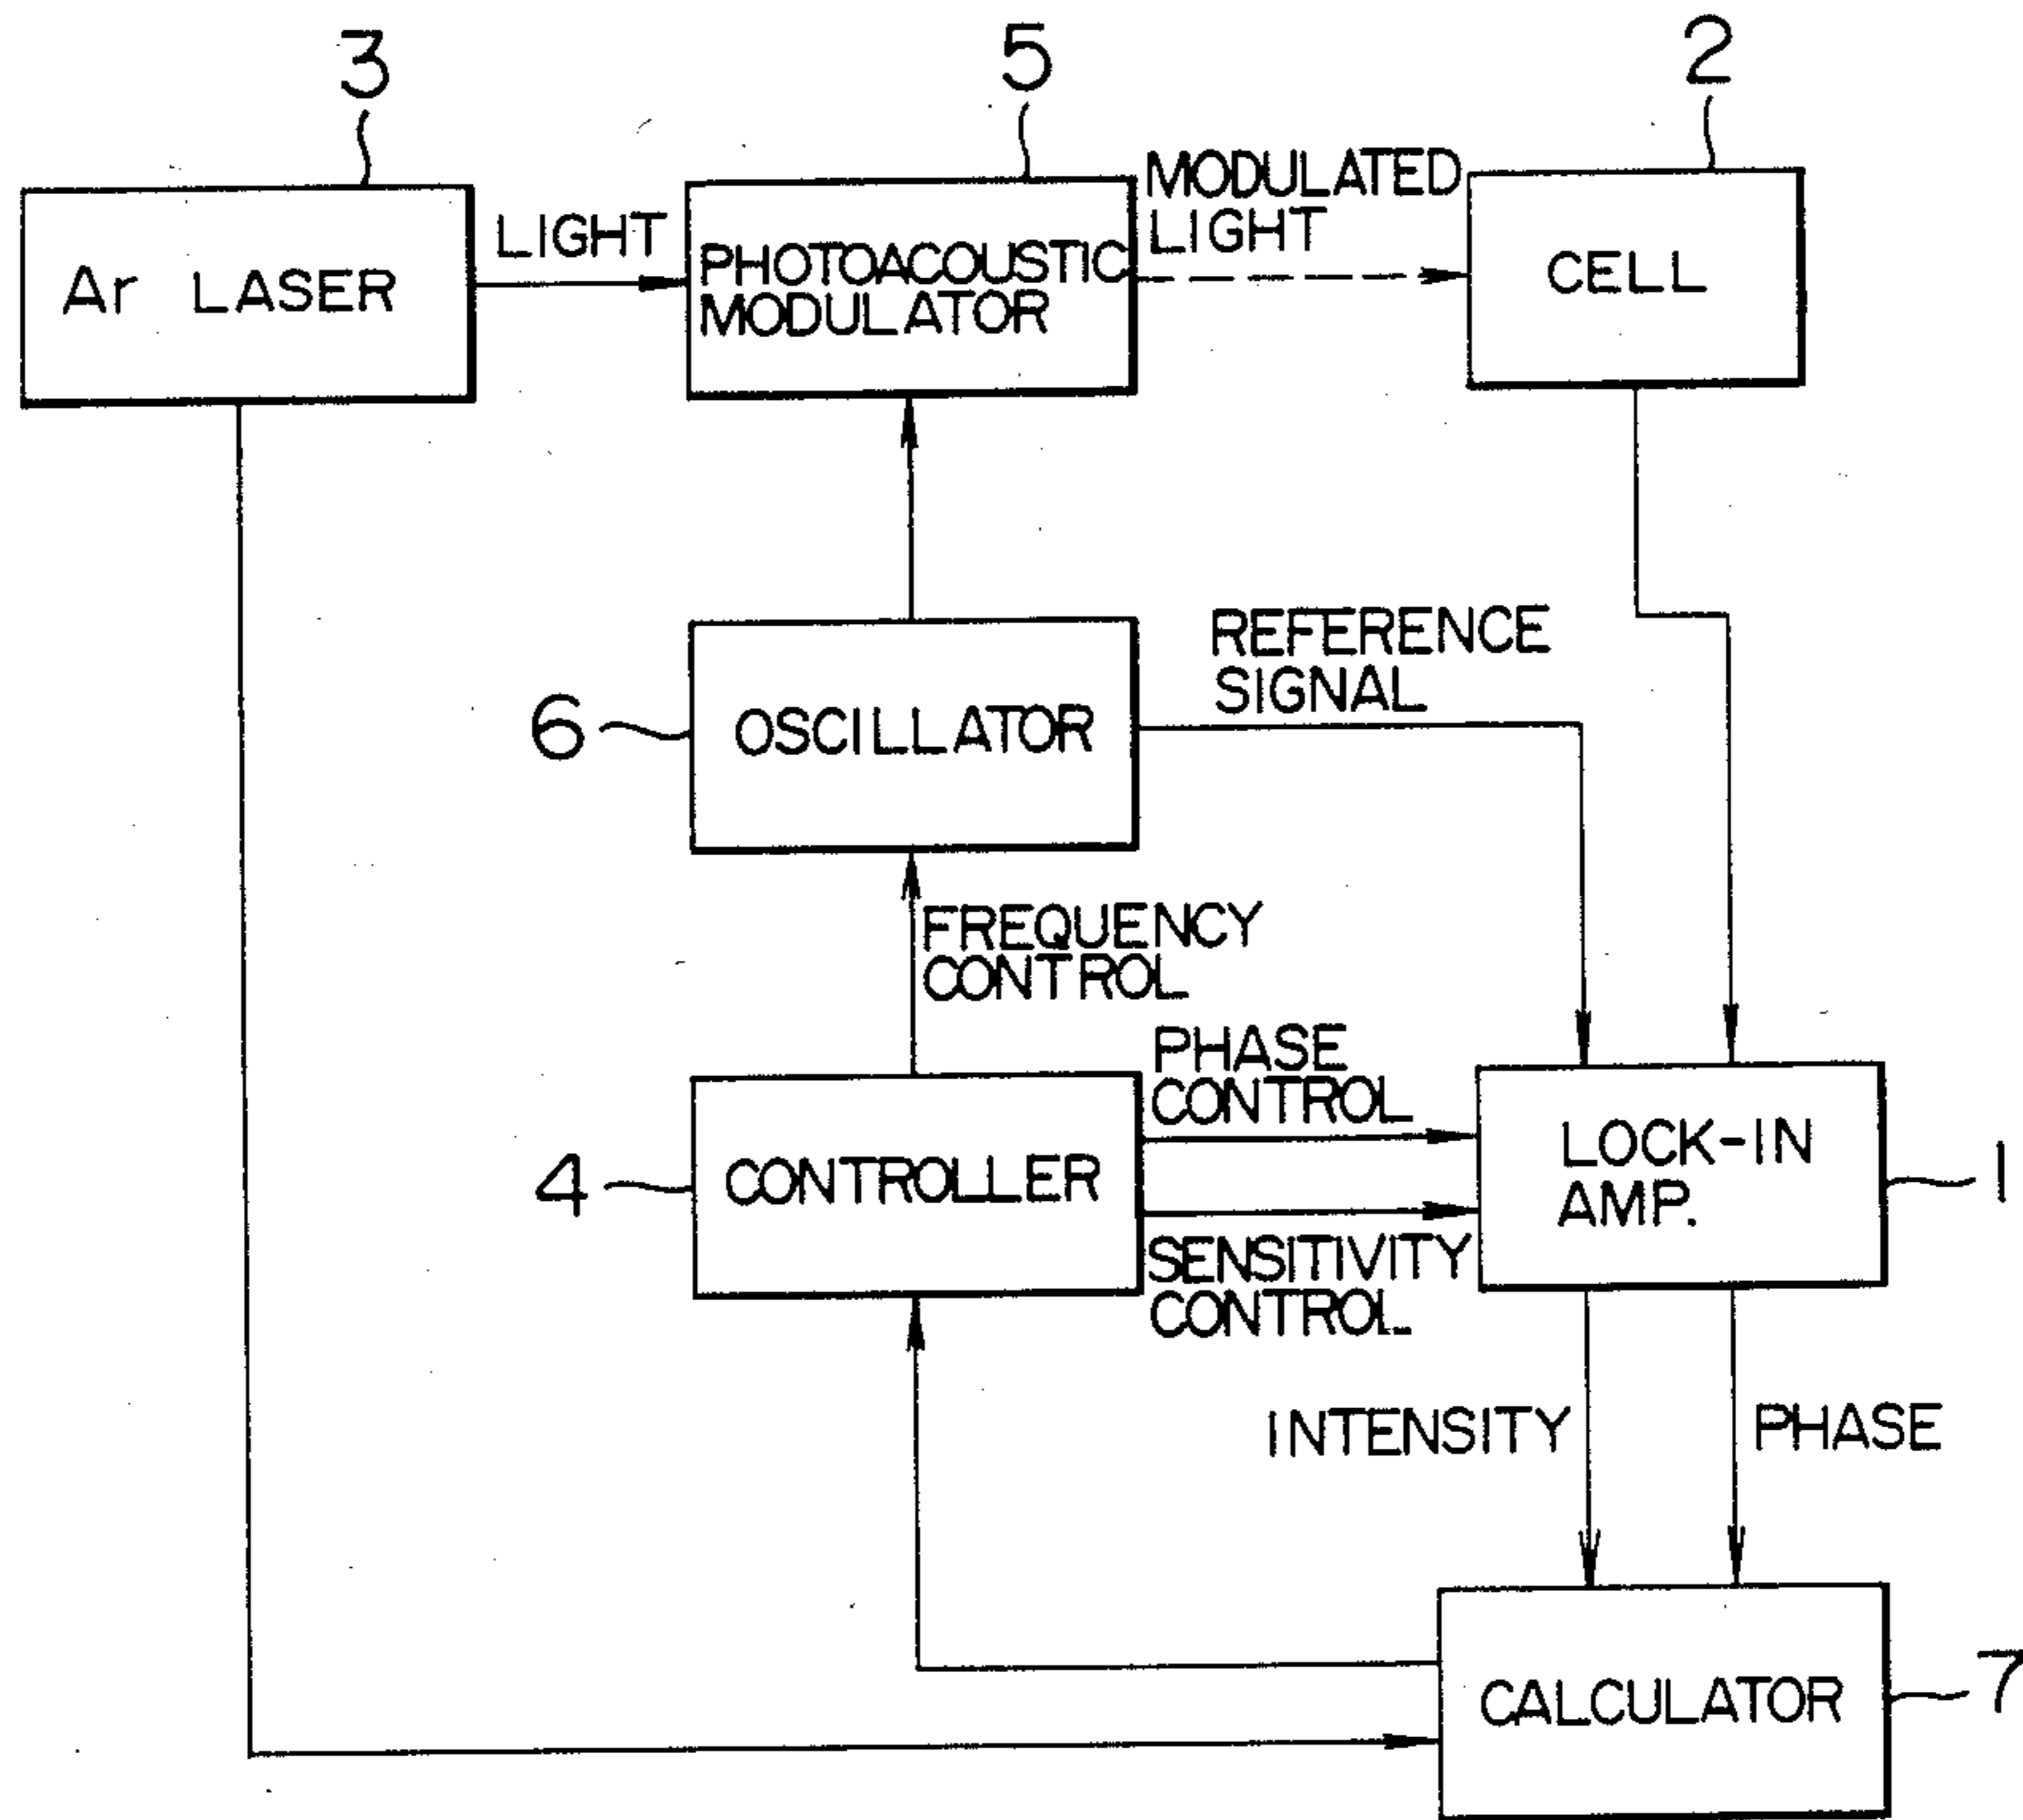 3
5
2
Ar LASER
LIGHT
PHOTOACOUSTIC
MODULATOR
MODULATED
LIGHT
CELL
6
OSCILLATOR
REFERENCE
SIGNAL
FREQUENCY
CONTROL
4
CONTROLLER
PHASE
CONTROL
SENSITIVITY
CONTROL
LOCK-IN
AMP.
1
INTENSITY
PHASE
CALCULATOR
7